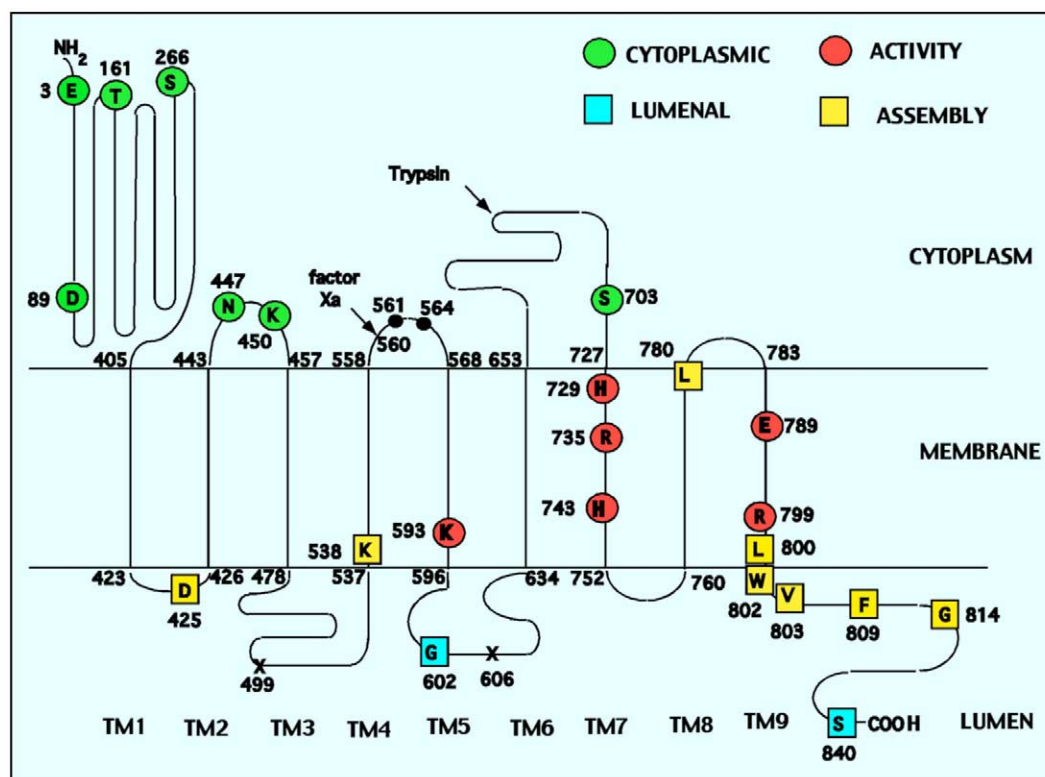 NH2
3 E
161
T
266
S
CYTOPLASMIC
ACTIVITY
LUMENAL
ASSEMBLY
Trypsin
CYTOPLASM
89 D
447
N
K
450
factor
Xa
561
564
560
S 703
405
443
457
558
568
653
727
780
783
L
729 H
735 R
E 789
MEMBRANE
743 H
R 799
538 K
593 K
L 800
423
426
478
537
596
634
752
760
W
802
D
425
V
803
F
809
G 814
X
499
G
602
X
606
TM1 TM2 TM3 TM4 TM5 TM6 TM7 TM8 TM9
S COOH
840
LUMEN